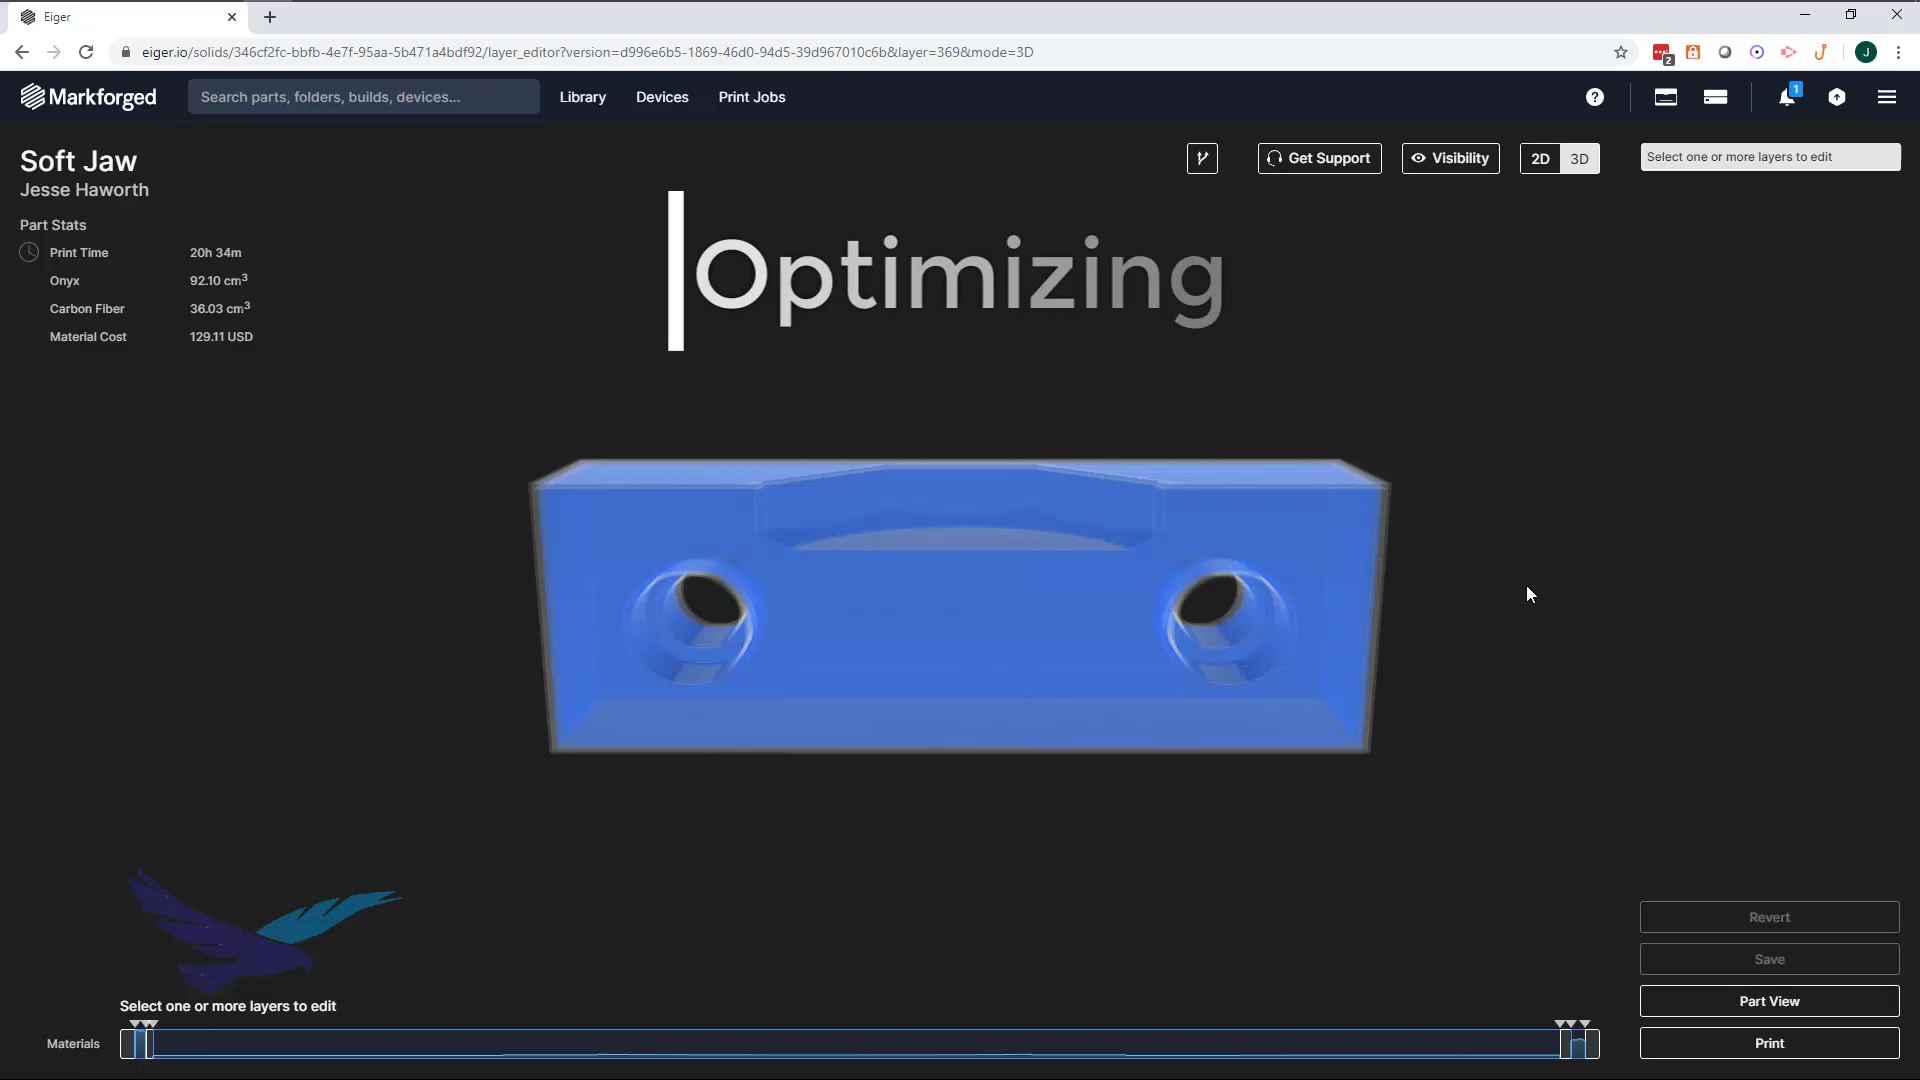 Eiger
eiger.io/solids/346cf2fc-bbfb-4e7f-95aa-5b471a4bdf92/layer_editor?version=d996e6b5-1869-46d0-94d5-39d967010c6b&layer=369&mode=3D
2
J
Markforged
Search parts, folders, builds, devices...
Library
Devices
Print Jobs
?
1
Soft Jaw
Jesse Haworth
Get Support
Visibility
2D
3D
Select one or more layers to edit
Part Stats
Print Time 20h 34m
Onyx 92.10 cm³
Carbon Fiber 36.03 cm³
Material Cost 129.11 USD
Optimizing
Revert
Save
Part View
Print
Select one or more layers to edit
Materials